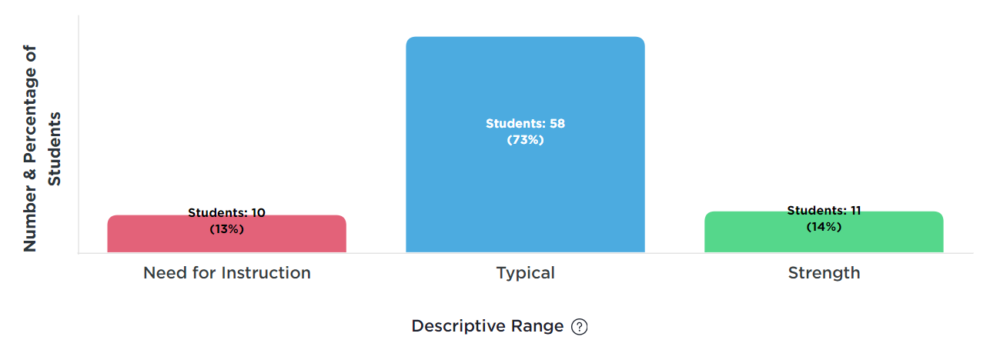 Number & Percentage of
Students
Students: 10
(13%)
Students: 58
(73%)
Students: 11
(14%)
Need for Instruction
Typical
Strength
Descriptive Range ?